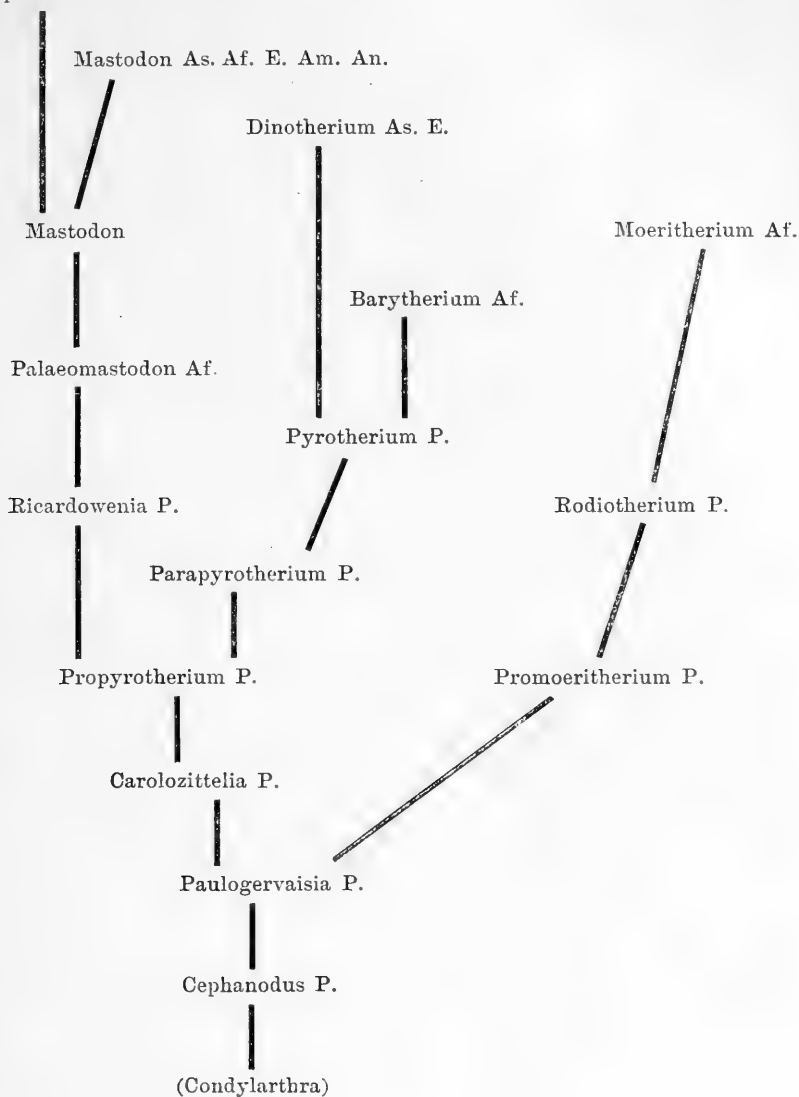 Mastodon As. Af. E. Am. An.
Dinotherium As. E.
Mastodon
Moeritherium Af.
Barytherium Af.
Palaeomastodon Af.
Pyrotherium P.
Ricardowenia P.
Rodiotherium P.
Parapyrotherium P.
Propyrotherium P.
Promoeritherium P.
Carolozittelia P.
Paulogervaisia P.
Cephanodus P.
(Condylarthra)